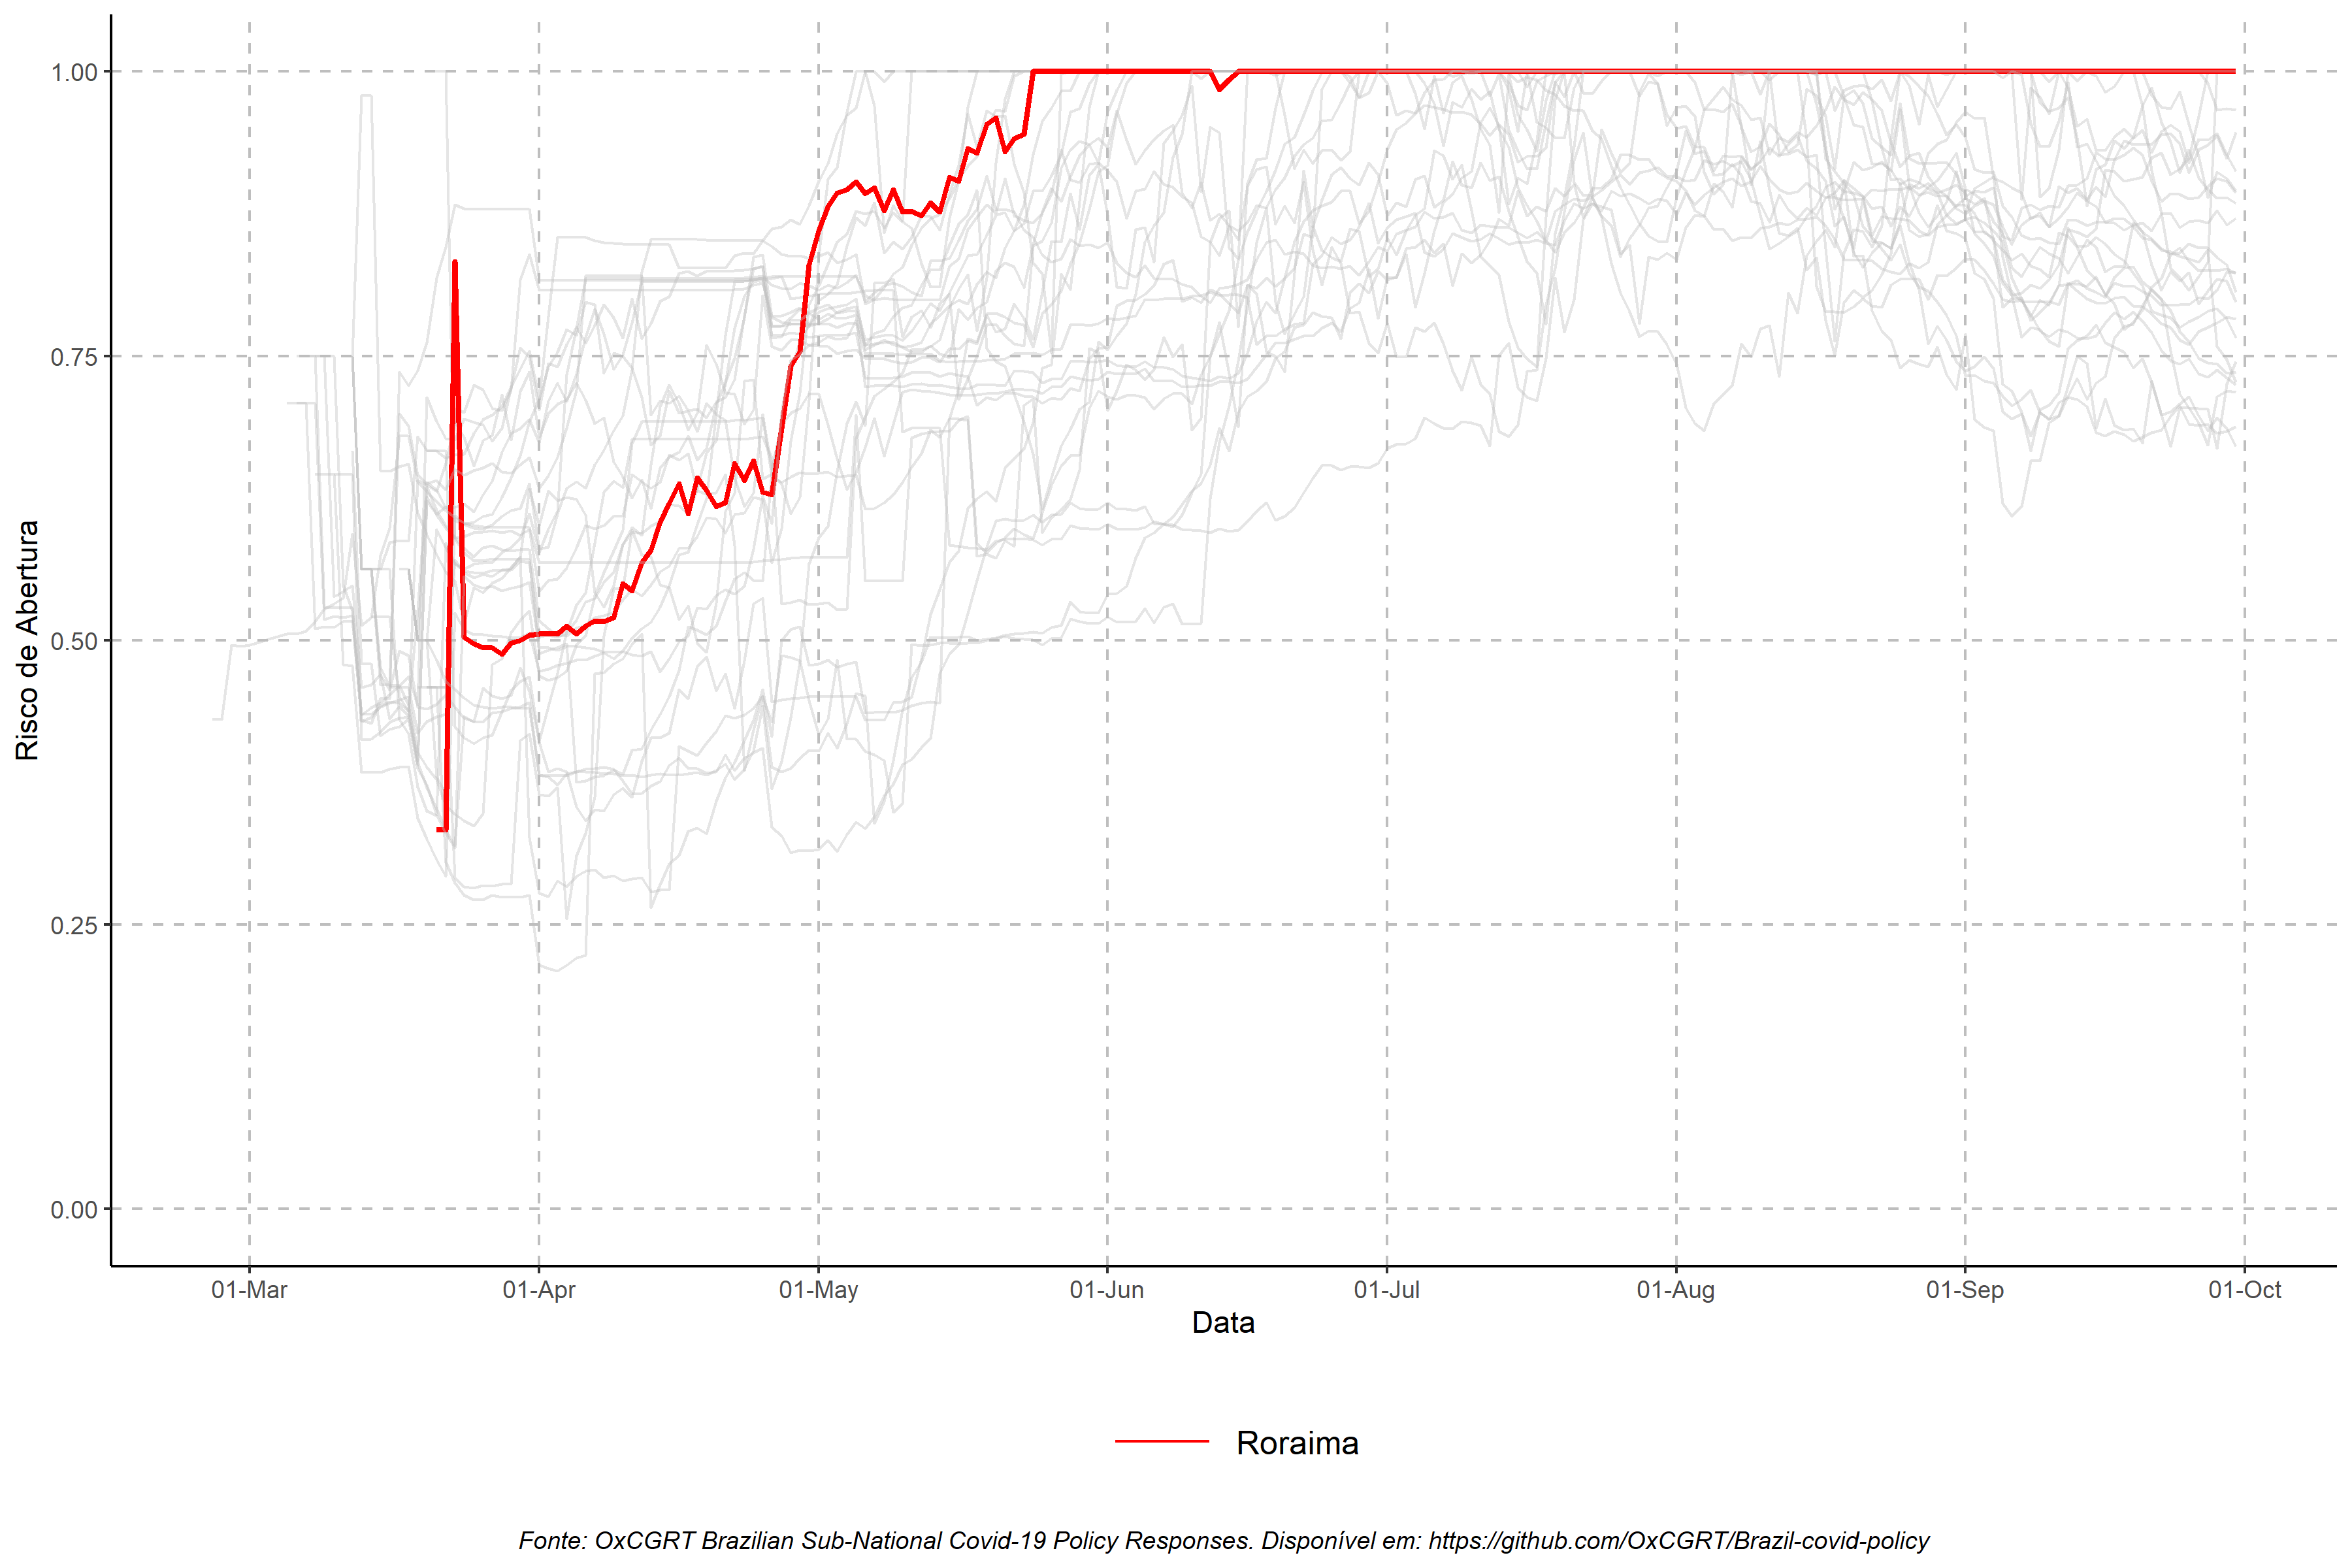 Risco de Abertura
1.00
0.75
0.50
0.25
0.00
01-Mar 01-Apr 01-May 01-Jun 01-Jul 01-Aug 01-Sep 01-Oct
Data
Roraima
Fonte: OxCGRT Brazilian Sub-National Covid-19 Policy Responses. Disponível em: https://github.com/OxCGRT/Brazil-covid-policy